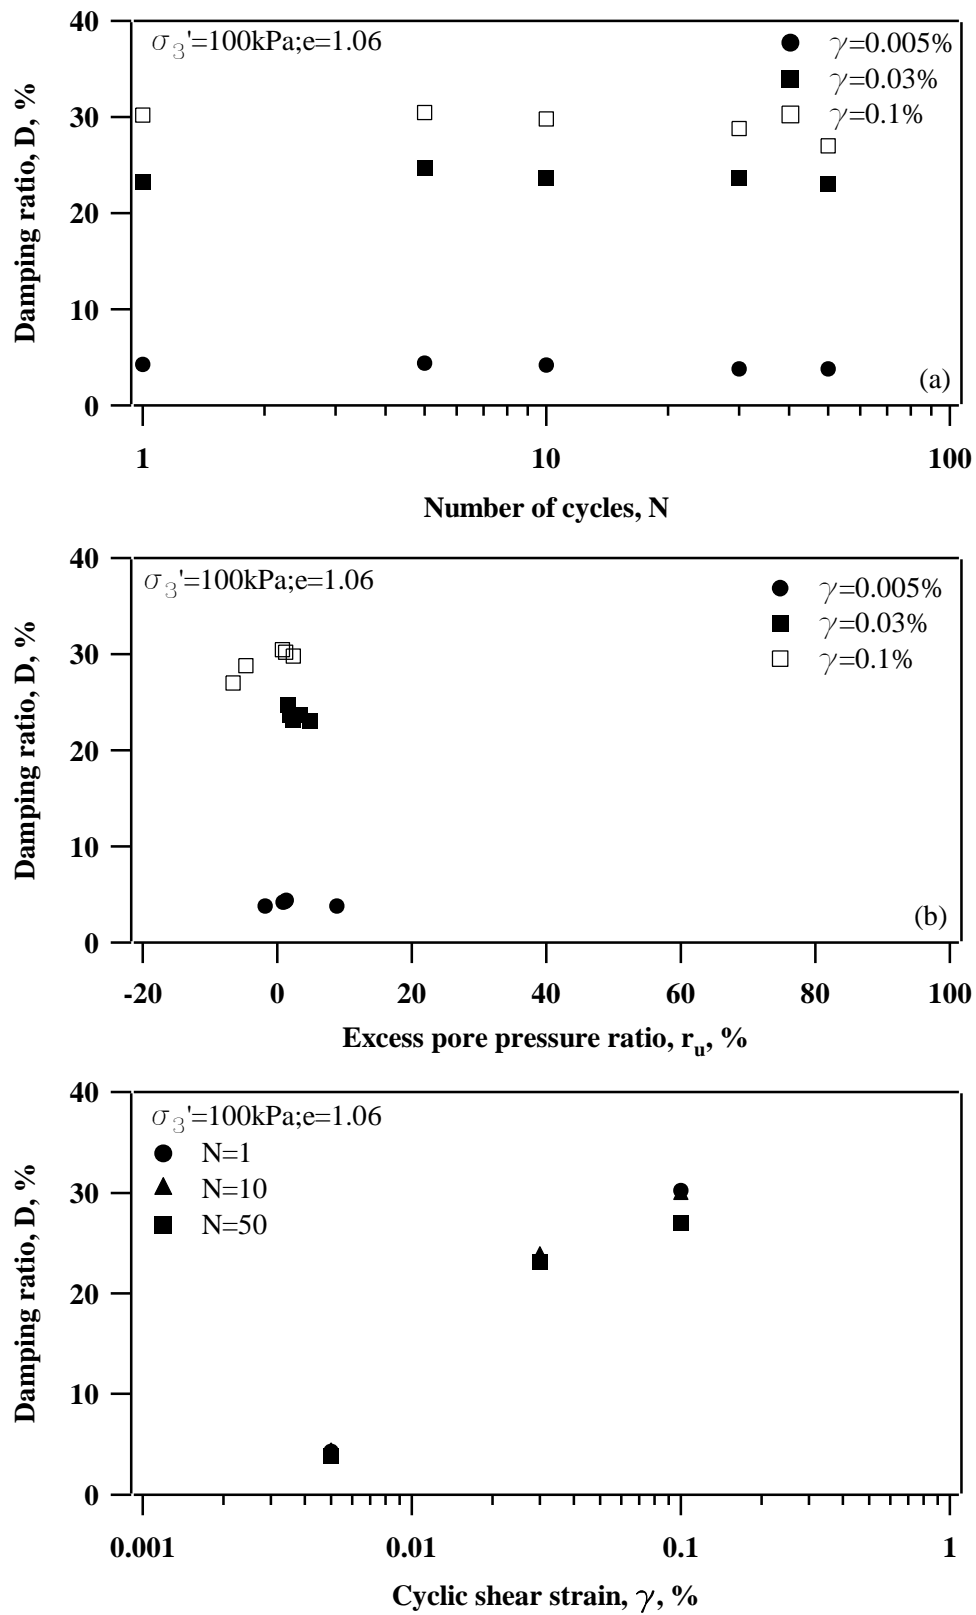 40
σ3'=100kPa;e=1.06
γ=0.005%
γ=0.03%
γ=0.1%
30
20
10
0
Damping ratio, D, %
(a)
1 10 100
Number of cycles, N
40
σ3'=100kPa;e=1.06
γ=0.005%
γ=0.03%
γ=0.1%
30
20
10
0
Damping ratio, D, %
(b)
-20 0 20 40 60 80 100
Excess pore pressure ratio, ru, %
40
σ3'=100kPa;e=1.06
N=1
N=10
N=50
30
20
10
0
Damping ratio, D, %
0.001 0.01 0.1 1
Cyclic shear strain, γ, %